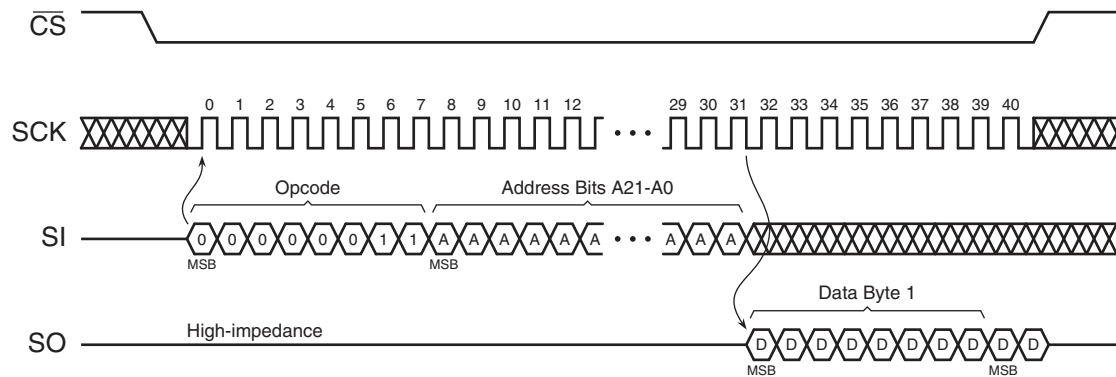 CS
0 1 2 3 4 5 6 7 8 9 10 11 12 29 30 31 32 33 34 35 36 37 38 39 40
SCK
Opcode Address Bits A21-A0
SI 0 0 0 0 0 0 1 1 A A A A A A A A A
MSB MSB
Data Byte 1
High-impedance
SO D D D D D D D D D D
MSB MSB